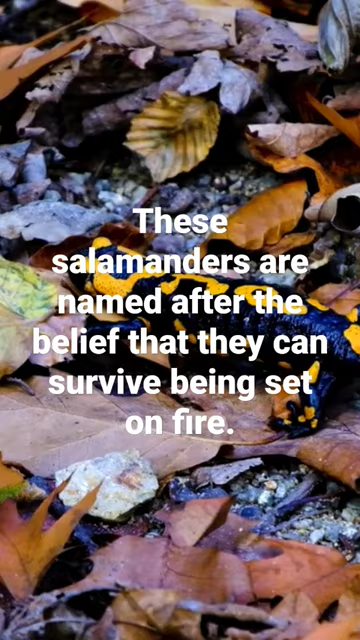 These
salamanders are
named after the
belief that they can
survive being set
on fire.